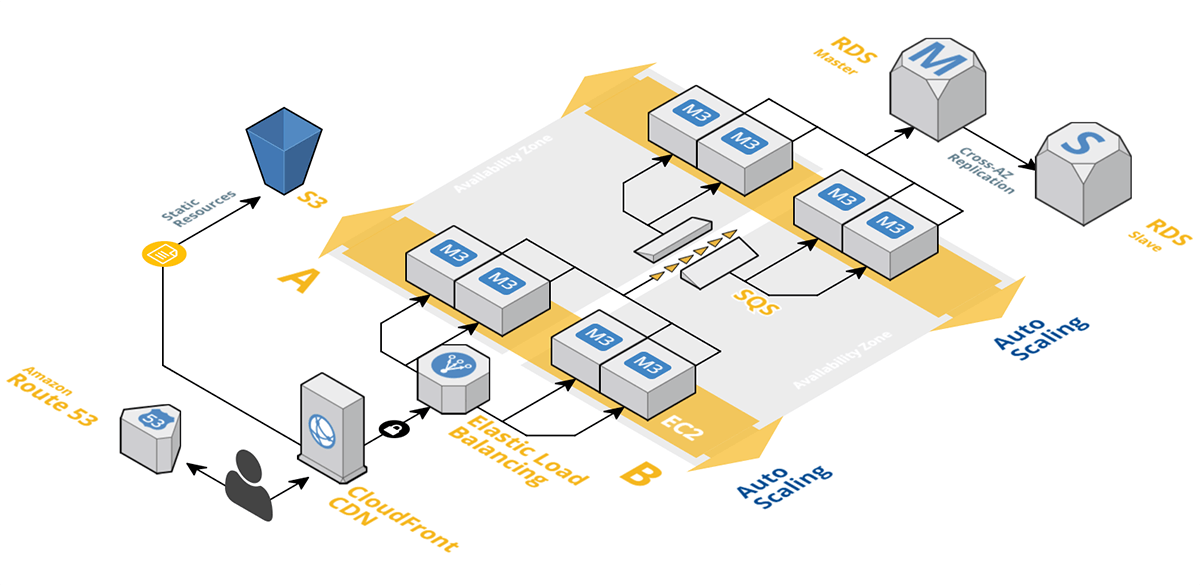 RDS
Master
M
S
Cross-AZ
Replication
RDS
Slave
M3
M3
M3
M3
Availability Zone
S3
Static
Resources
A
M3
M3
SQS
M3
M3
Availability Zone
Auto
Scaling
Amazon
Route 53
53
Elastic Load
Balancing
EC2
B
Auto
Scaling
CloudFront
CDN